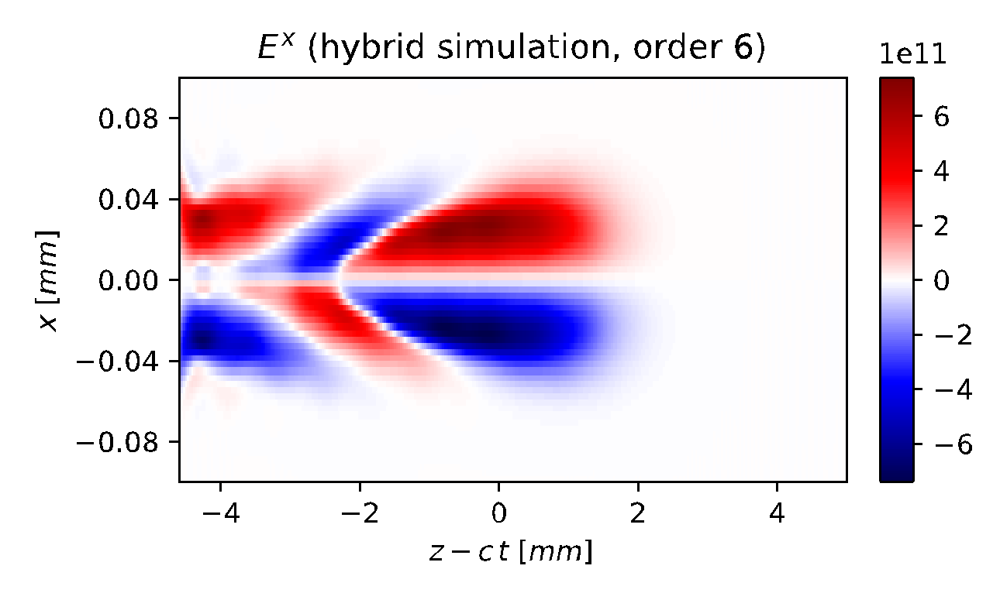 E^x (hybrid simulation, order 6)
1e11
0.08
0.04
0.00
−0.04
−0.08
x [mm]
−4 −2 0 2 4
z − c t [mm]
6
4
2
0
−2
−4
−6